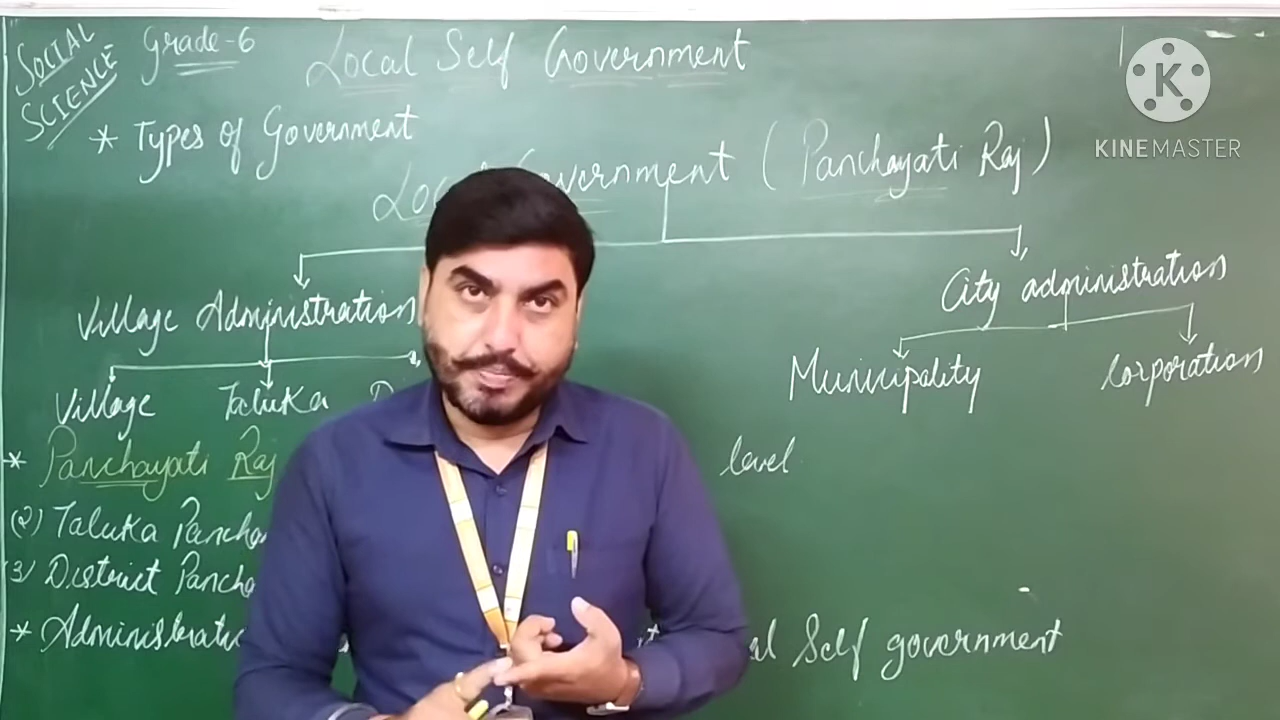 SOCIAL SCIENCE
Grade-6
Local Self Government
KINEMASTER
* Types of Government
Government (Panchayati Raj)
Village Administration
City administration
Village Taluka
Municipality
Corporation
* Panchayati Raj level
(2) Taluka
(3) District
* Self government